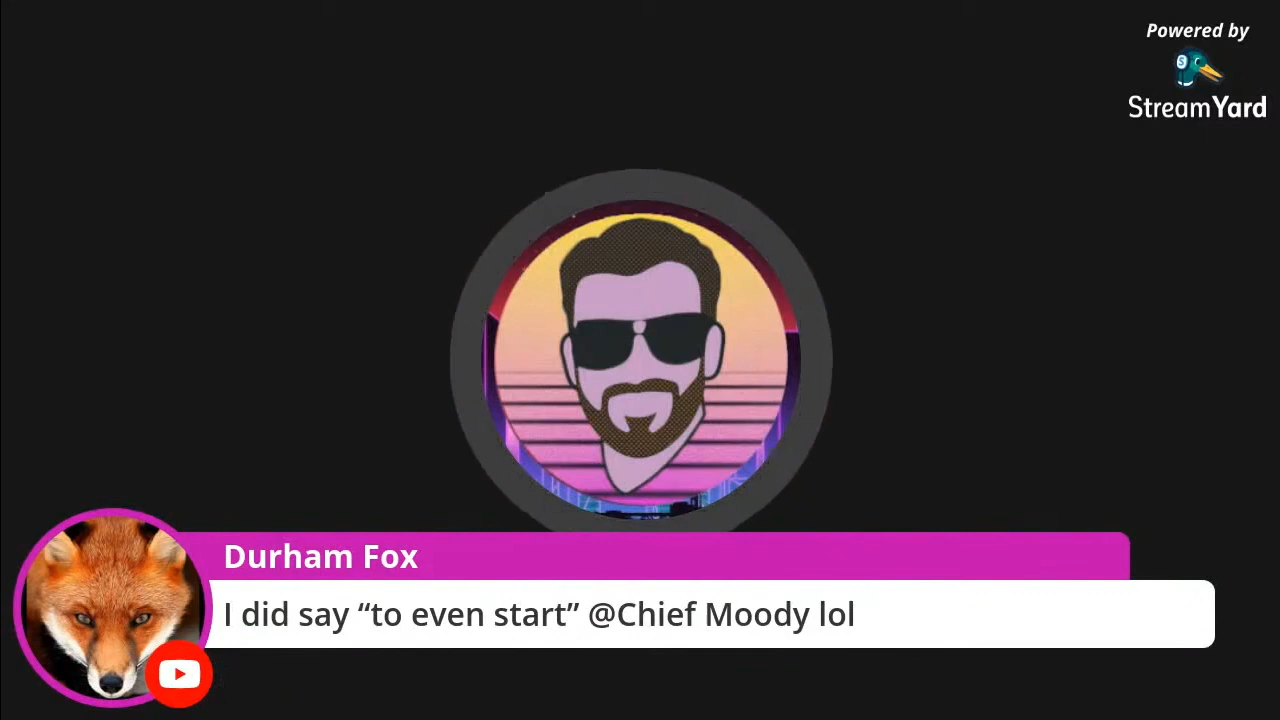 Powered by
StreamYard
Durham Fox
I did say “to even start” @Chief Moody lol